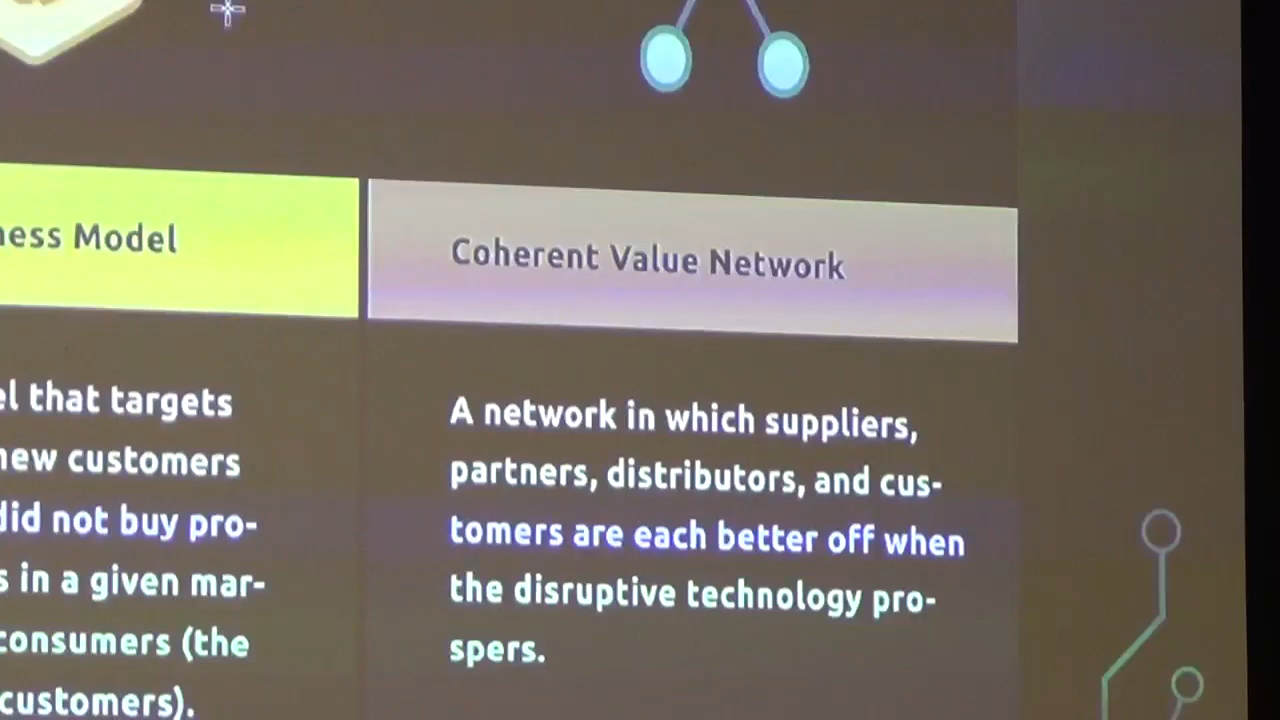 ness Model
el that targets
new customers
did not buy pro-
s in a given mar-
consumers (the
customers).
Coherent Value Network
A network in which suppliers,
partners, distributors, and cus-
tomers are each better off when
the disruptive technology pro-
spers.